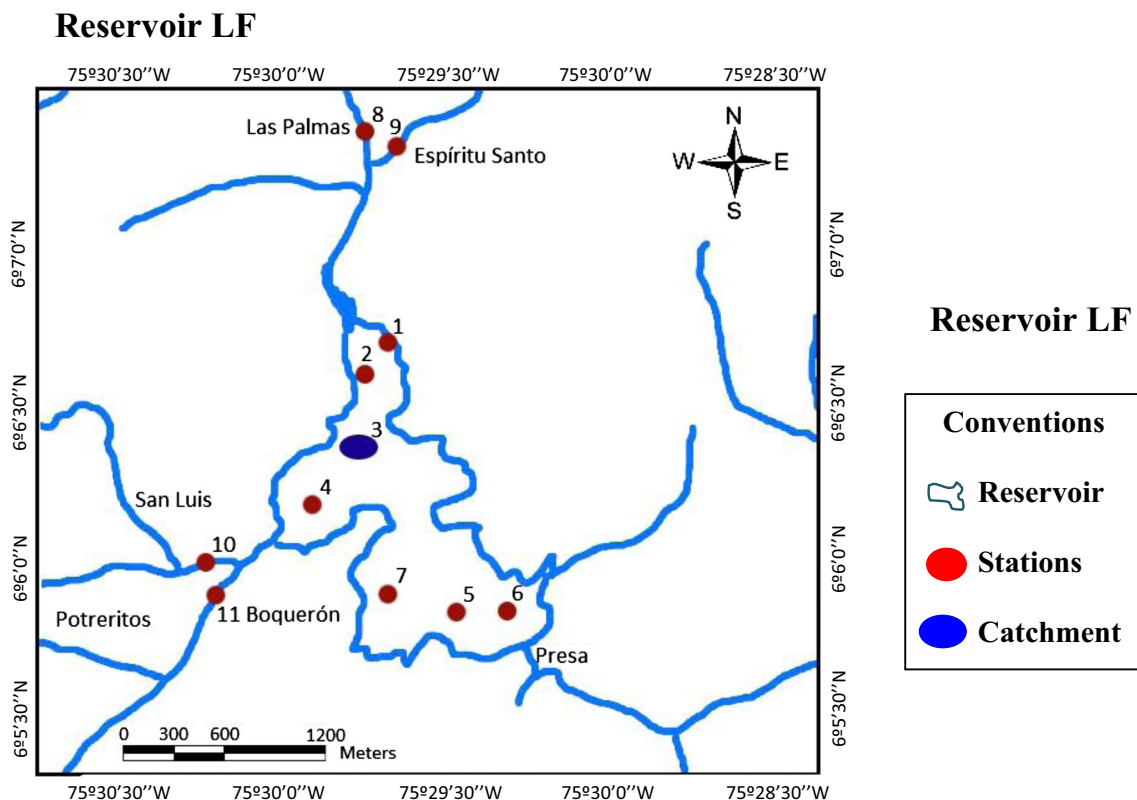 Reservoir LF
75º30'30''W 75º30'0''W 75º29'30''W 75º30'0''W 75º28'30''W
8
Las Palmas
9
Espíritu Santo
N
W E
S
6º7'0''N 6º7'0''N
1
2
6º6'30''N 6º6'30''N
3
4
San Luis
10
6º6'0''N 6º6'0''N
7 5 6
Potreritos
11 Boquerón
Presa
6º5'30''N 6º5'30''N
0 300 600 1200
Meters
75º30'30''W 75º30'0''W 75º29'30''W 75º30'0''W 75º28'30''W
Reservoir LF
Conventions
Reservoir
Stations
Catchment